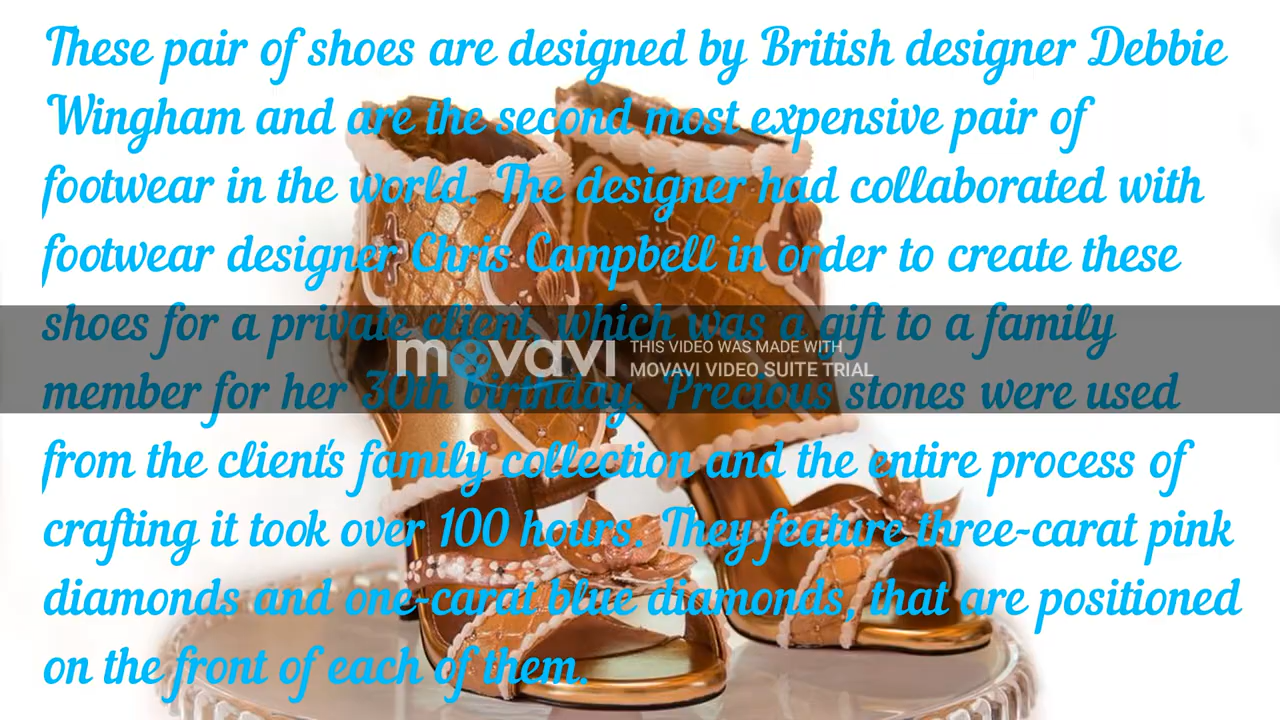 These pair of shoes are designed by British designer Debbie
Wingham and are the second most expensive pair of
footwear in the world. The designer had collaborated with
footwear designer Chris Campbell in order to create these
shoes for a private client, which was a gift to a family
movavi
THIS VIDEO WAS MADE WITH
MOVAVI VIDEO SUITE TRIAL
member for her 30th birthday. Precious stones were used
from the client's family collection and the entire process of
crafting it took over 100 hours. They feature three-carat pink
diamonds and one-carat blue diamonds, that are positioned
on the front of each of them.